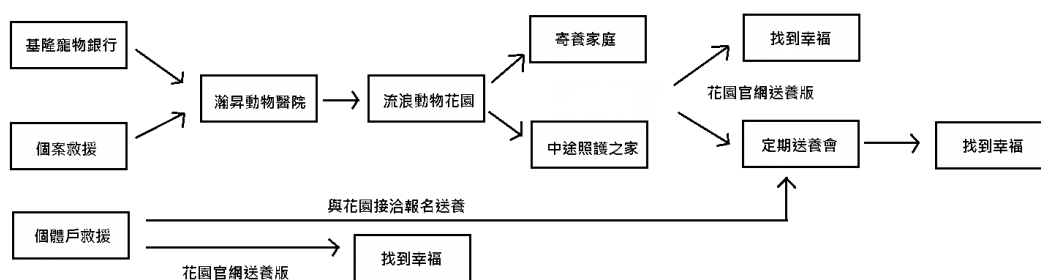 基隆寵物銀行
個案救援
瀚昇動物醫院
流浪動物花園
寄養家庭
中途照護之家
找到幸福
花園官網送養版
定期送養會
找到幸福
個體戶救援
與花園接洽報名送養
花園官網送養版
找到幸福